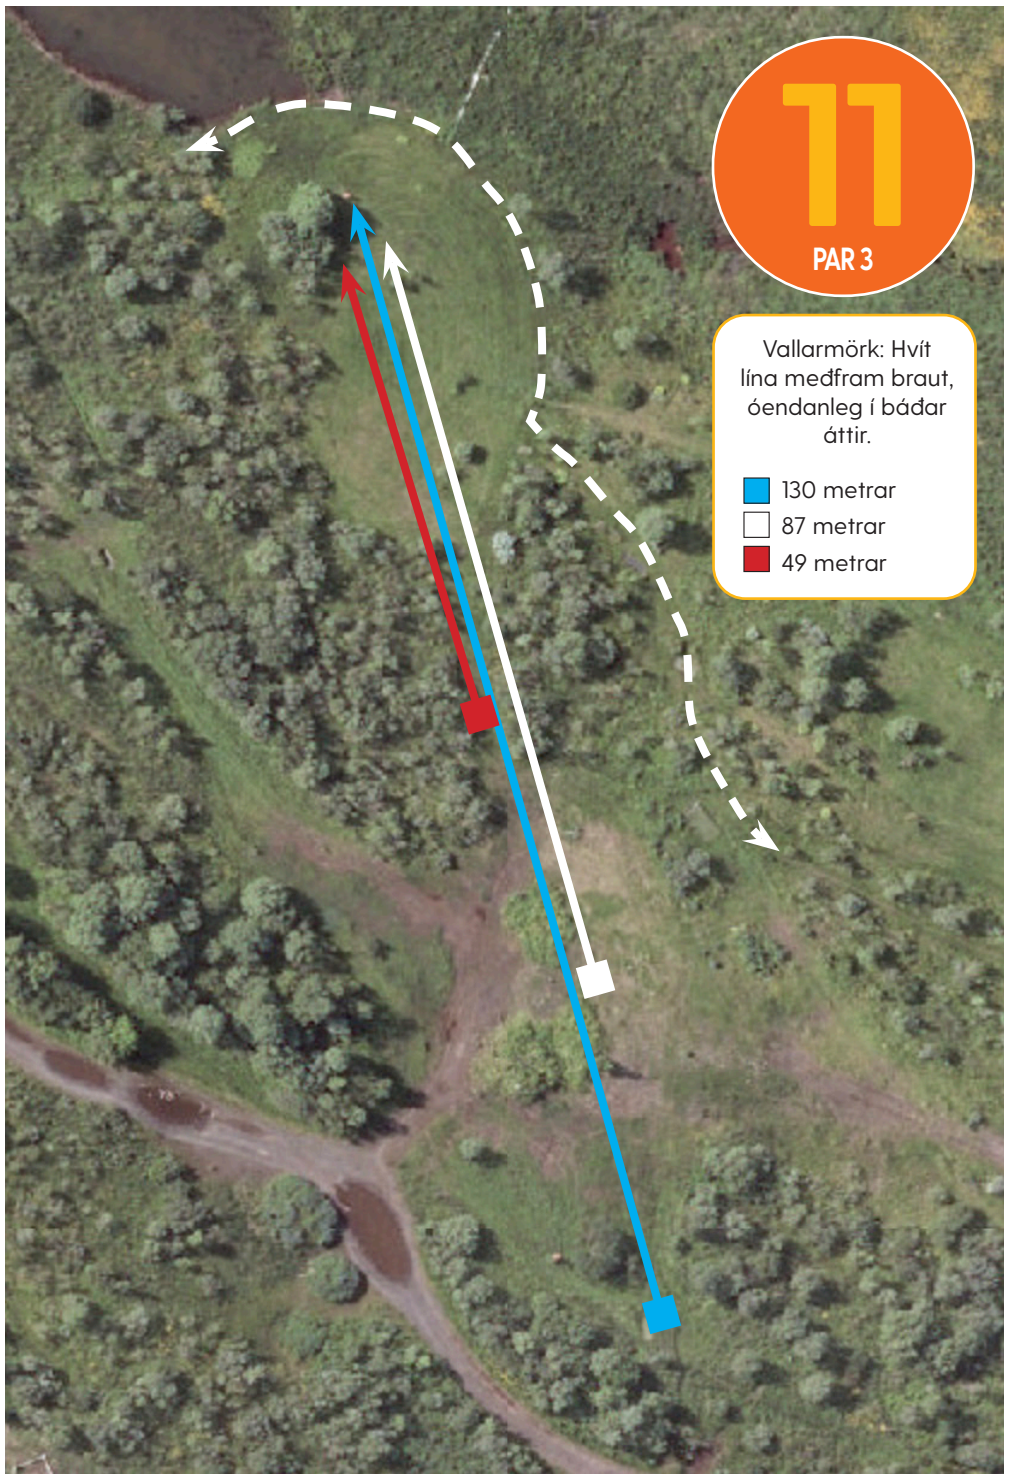 11
PAR 3
Vallarmörk: Hvít
lína meðfram braut,
óendanleg í báðar
áttir.
130 metrar
87 metrar
49 metrar